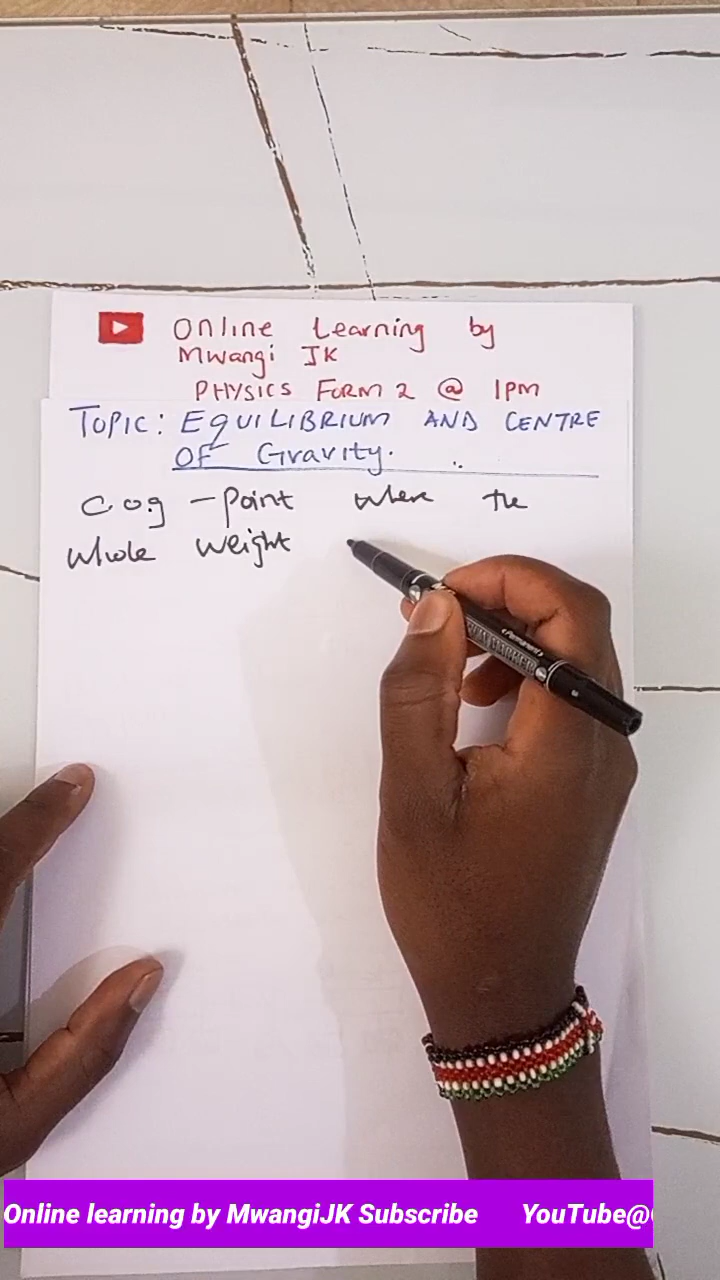 Online Learning by
Mwangi JK
PHYSICS FORM 2 @ 1PM
TOPIC: EQUILIBRIUM AND CENTRE
OF Gravity.
C.o.g - Point where the
whole weight
Online learning by MwangiJK Subscribe YouTube@